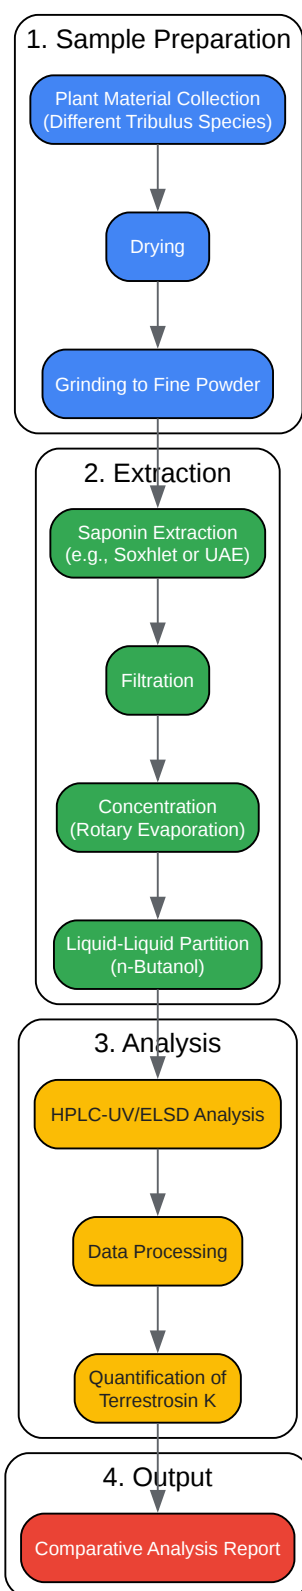 1. Sample Preparation
Plant Material Collection
(Different Tribulus Species)
Drying
Grinding to Fine Powder
2. Extraction
Saponin Extraction
(e.g., Soxhlet or UAE)
Filtration
Concentration
(Rotary Evaporation)
Liquid-Liquid Partition
(n-Butanol)
3. Analysis
HPLC-UV/ELSD Analysis
Data Processing
Quantification of
Terrestrosin K
4. Output
Comparative Analysis Report